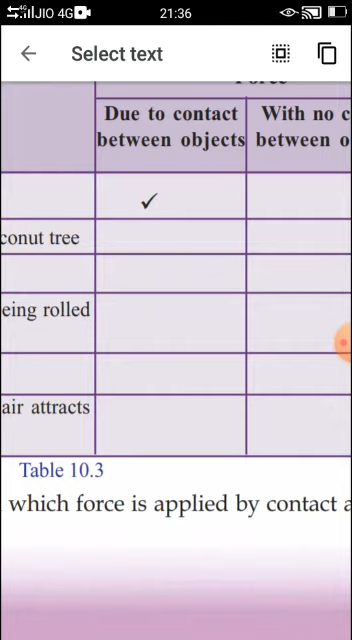 JIO 4G
21:36
Select text
Force
Due to contact
between objects
With no c
between o
✓
conut tree
eing rolled
air attracts
Table 10.3
which force is applied by contact a